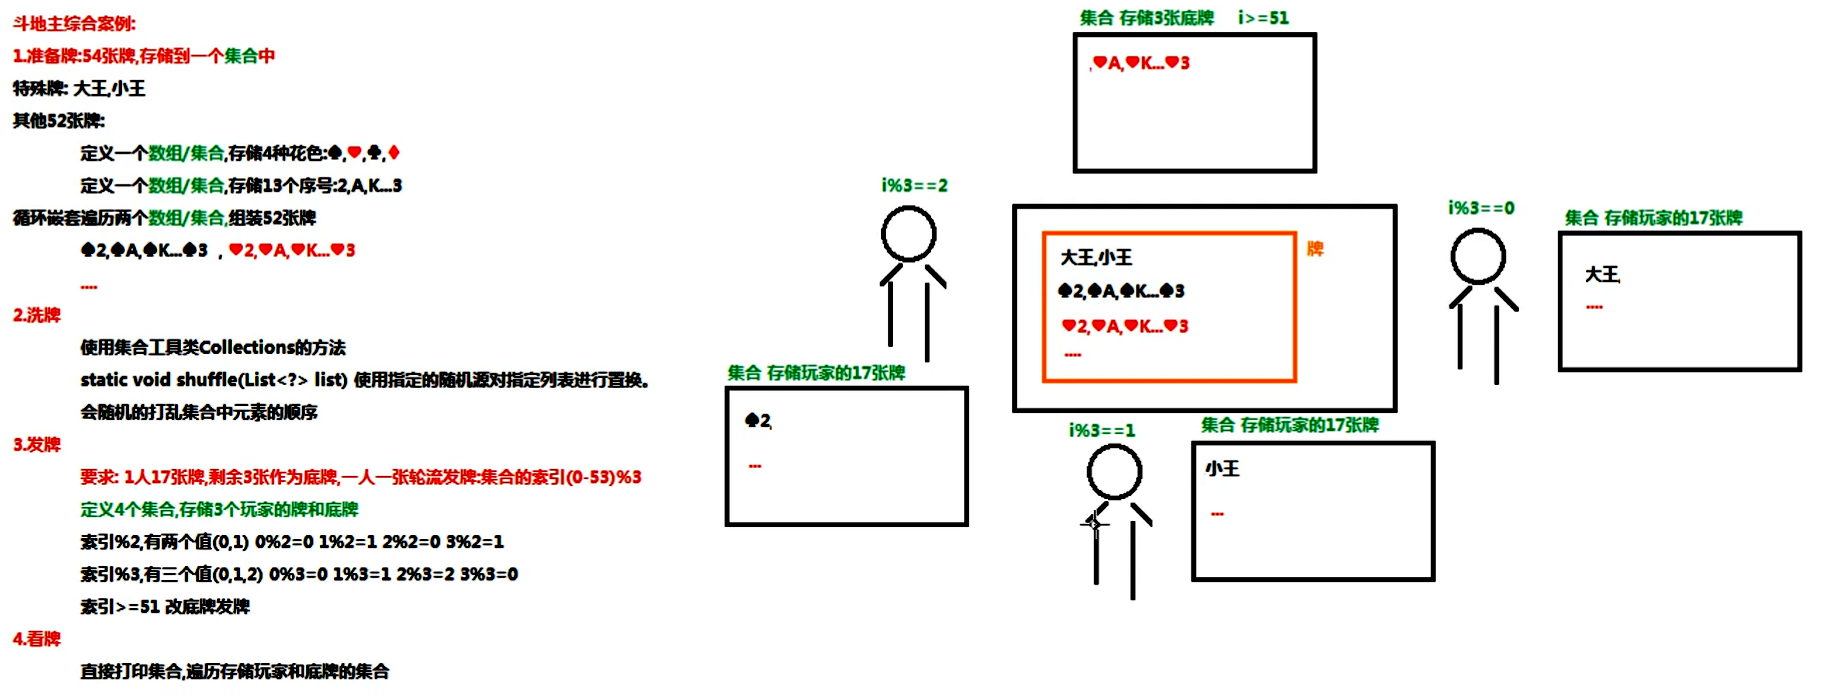 斗地主综合案例:
1.准备牌:54张牌,存储到一个集合中
特殊牌: 大王,小王
其他52张牌:
定义一个数组/集合,存储4种花色:♠,♥,♣,♦
定义一个数组/集合,存储13个序号:2,A,K...3
循环嵌套遍历两个数组/集合,组装52张牌
♠2,♠A,♠K...♠3 , ♥2,♥A,♥K...♥3
....
2.洗牌
使用集合工具类Collections的方法
static void shuffle(List<?> list) 使用指定的随机源对指定列表进行置换。
会随机的打乱集合中元素的顺序
3.发牌
要求: 1人17张牌,剩余3张作为底牌,一人一张轮流发牌:集合的索引(0-53)%3
定义4个集合,存储3个玩家的牌和底牌
索引%2,有两个值(0,1) 0%2=0 1%2=1 2%2=0 3%2=1
索引%3,有三个值(0,1,2) 0%3=0 1%3=1 2%3=2 3%3=0
索引>=51 改底牌发牌
4.看牌
直接打印集合,遍历存储玩家和底牌的集合
集合 存储3张底牌 i>=51
,♥A,♥K...♥3
i%3==2
集合 存储玩家的17张牌
♠2,
...
大王,小王
♠2,♠A,♠K...♠3
♥2,♥A,♥K...♥3
....
牌
i%3==1
集合 存储玩家的17张牌
小王
...
i%3==0
集合 存储玩家的17张牌
大王,
....